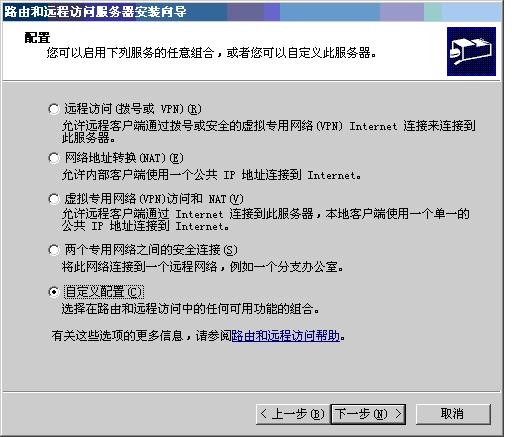 路由和远程访问服务器安装向导
配置
您可以启用下列服务的任意组合，或者您可以自定义此服务器。
远程访问(拨号或 VPN)(R)
允许远程客户端通过拨号或安全的虚拟专用网络(VPN) Internet 连接来连接到
此服务器。
网络地址转换(NAT)(E)
允许内部客户端使用一个公共 IP 地址连接到 Internet。
虚拟专用网络(VPN)访问和 NAT(V)
允许远程客户端通过 Internet 连接到此服务器，本地客户端使用一个单一的
公共 IP 地址连接到 Internet。
两个专用网络之间的安全连接(S)
将此网络连接到一个远程网络，例如一个分支办公室。
自定义配置(C)
选择在路由和远程访问中的任何可用功能的组合。
有关这些选项的更多信息，请参阅路由和远程访问帮助。
< 上一步(B) 下一步(N) > 取消